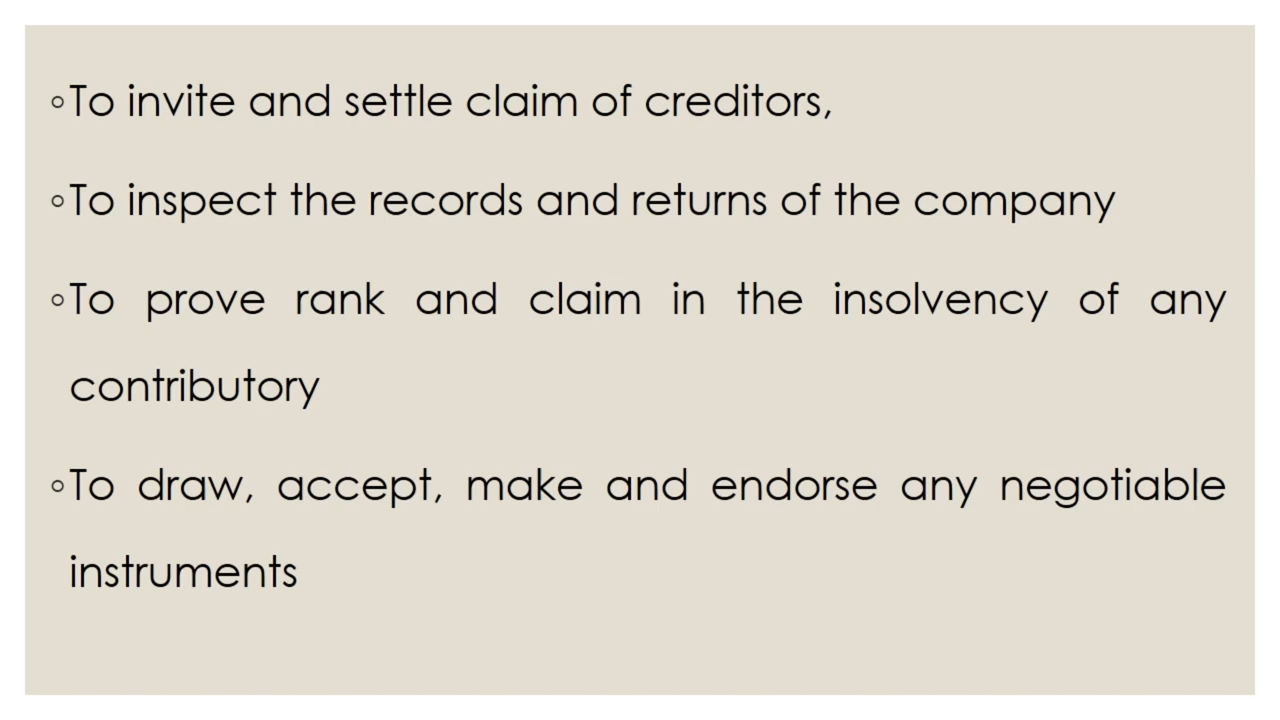 ◦To invite and settle claim of creditors,
◦To inspect the records and returns of the company
◦To prove rank and claim in the insolvency of any
contributory
◦To draw, accept, make and endorse any negotiable
instruments